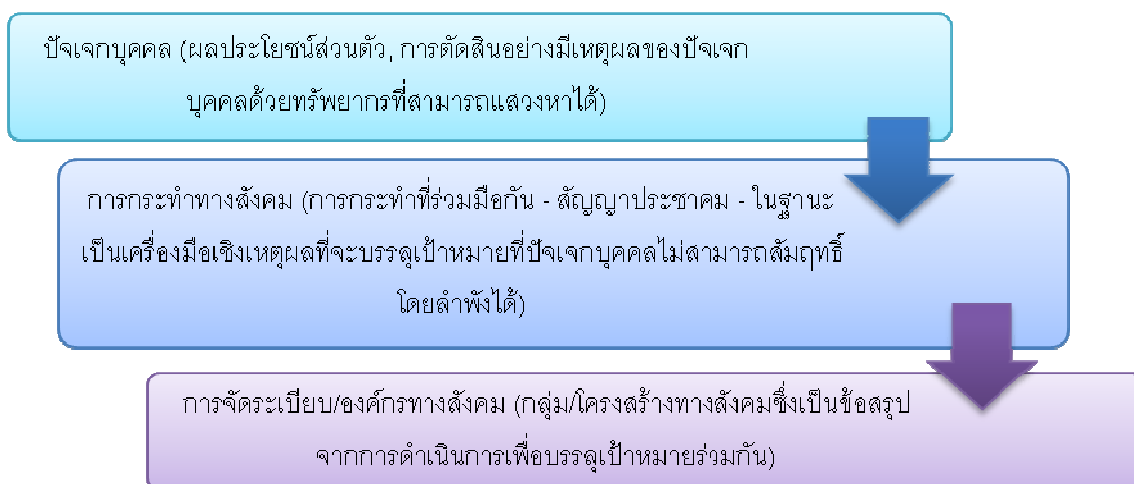 ปัจเจกบุคคล (ผลประโยชน์ส่วนตัว, การตัดสินอย่างมีเหตุผลของปัจเจก
บุคคลด้วยทรัพยากรที่สามารถแสวงหาได้)
การกระทำทางสังคม (การกระทำที่ร่วมมือกัน - สัญญาประชาคม - ในฐานะ
เป็นเครื่องมือเชิงเหตุผลที่จะบรรลุเป้าหมายที่ปัจเจกบุคคลไม่สามารถสัมฤทธิ์
โดยลำพังได้)
การจัดระเบียบ/องค์กรทางสังคม (กลุ่ม/โครงสร้างทางสังคมซึ่งเป็นข้อสรุป
จากการดำเนินการเพื่อบรรลุเป้าหมายร่วมกัน)